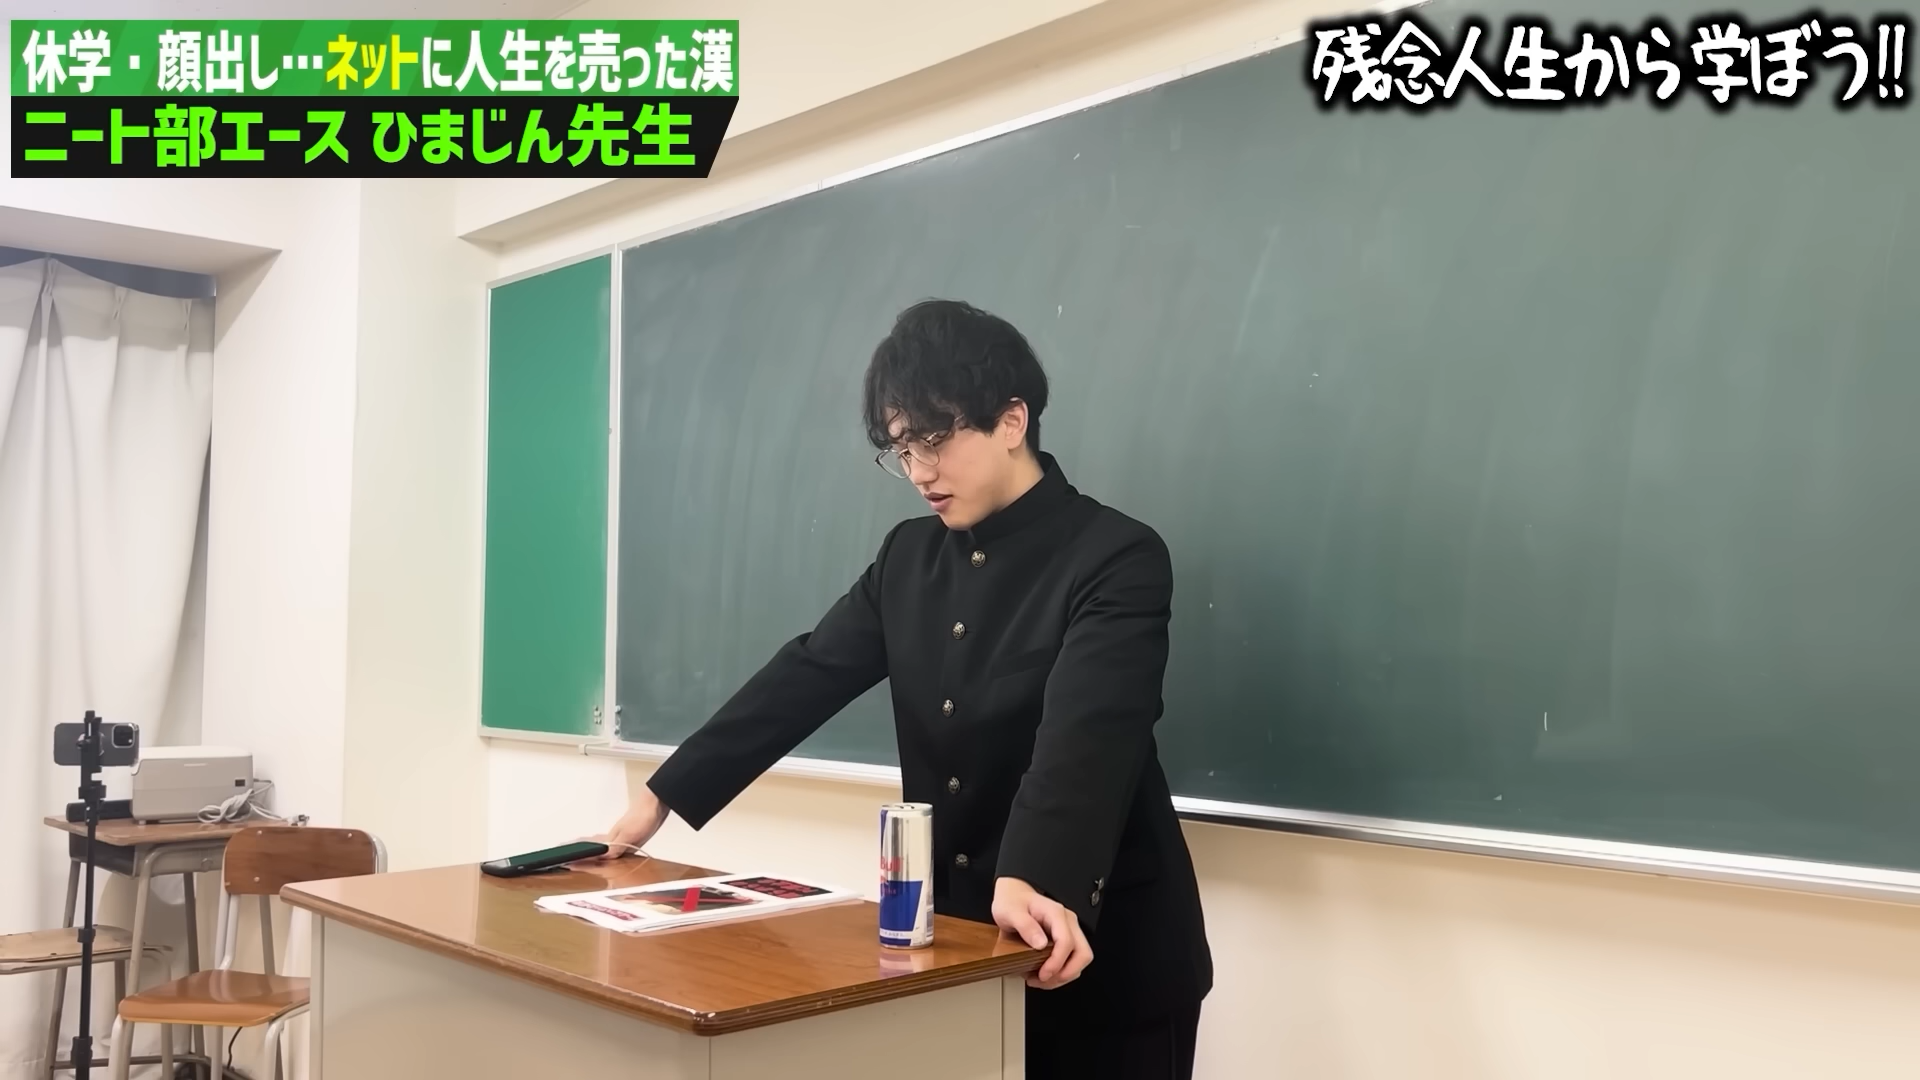 休学・顔出し…ネットに人生を売った漢
ニート部エース ひまじん先生
残念人生から学ぼう!!